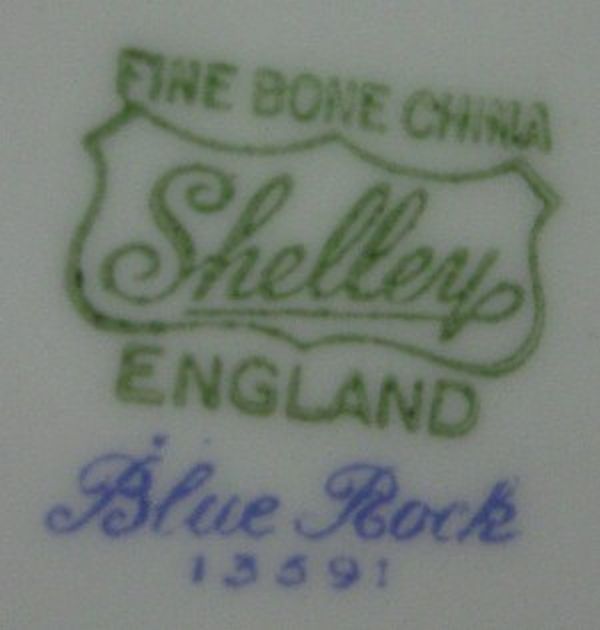 FINE BONE CHINA
Shelley
ENGLAND
Blue Rock
13591